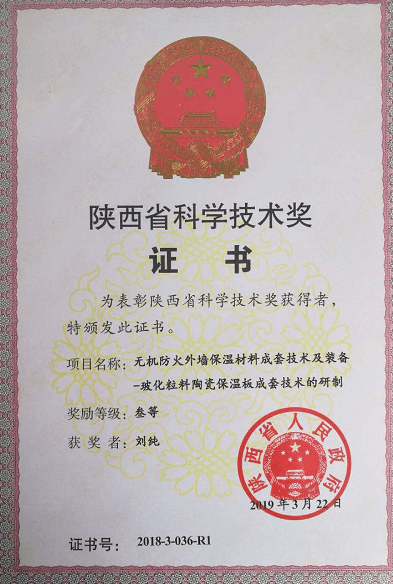 陕西省科学技术奖
证 书
为表彰陕西省科学技术奖获得者，
特颁发此证书。
项目名称：无机防火外墙保温材料成套技术及装备
-玻化粒料陶瓷保温板成套技术的研制
奖励等级：叁等
获 奖 者：刘纯
陕西省人民政府
2019年3月22日
证书号： 2018-3-036-R1